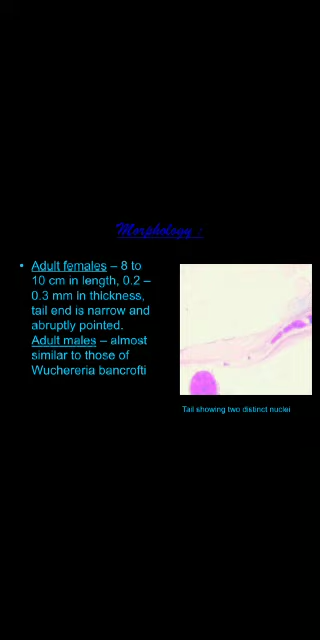 Morphology :
• Adult females – 8 to
10 cm in length, 0.2 –
0.3 mm in thickness,
tail end is narrow and
abruptly pointed.
Adult males – almost
similar to those of
Wuchereria bancrofti
Tail showing two distinct nuclei